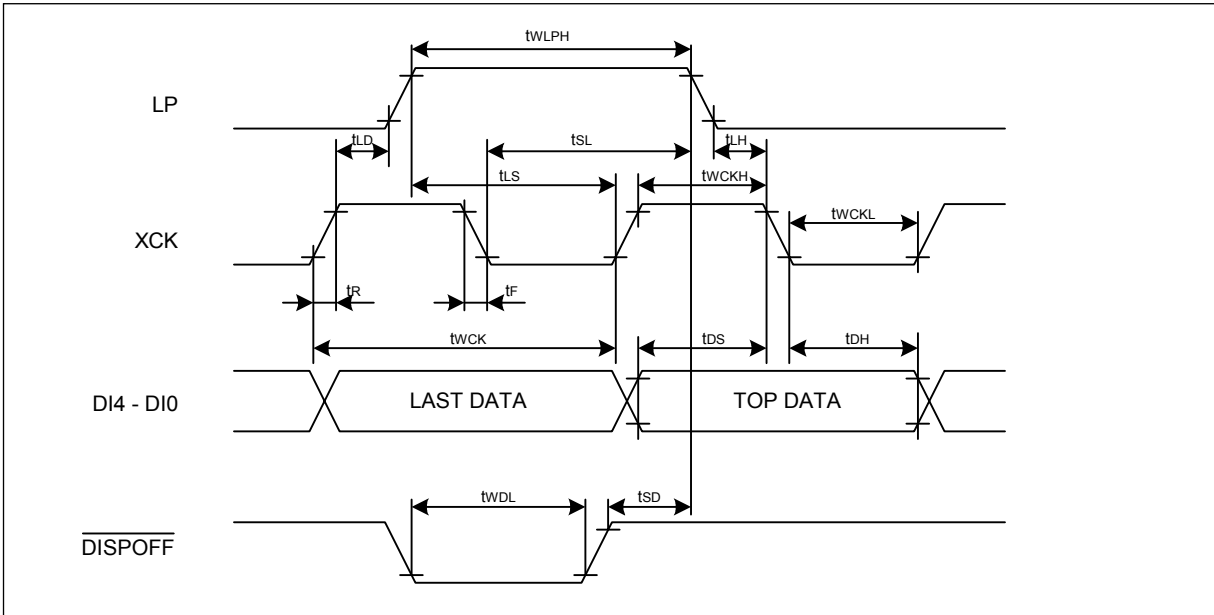 tWLPH
LP
tLD
tSL
tLH
tLS
tWCKH
tWCKL
XCK
tR
tF
tWCK
tDS
tDH
DI4 - DI0
LAST DATA
TOP DATA
tWDL
tSD
DISPOFF